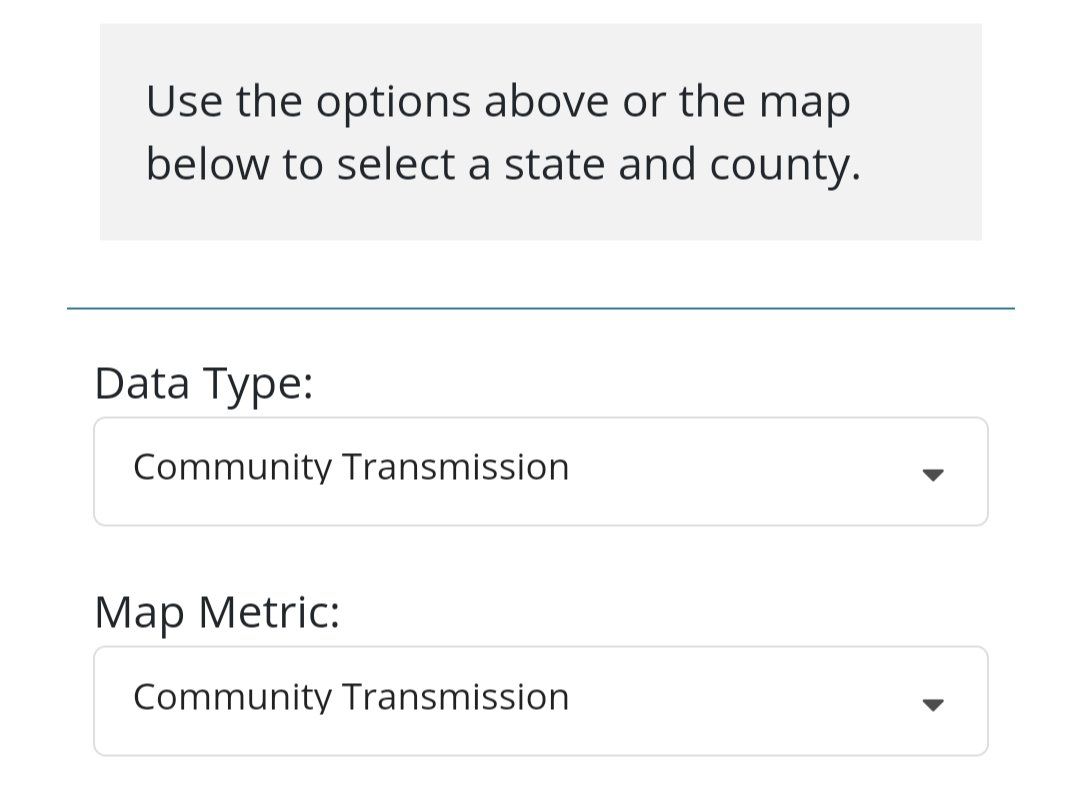 Use the options above or the map
below to select a state and county.
Data Type:
Community Transmission
Map Metric:
Community Transmission